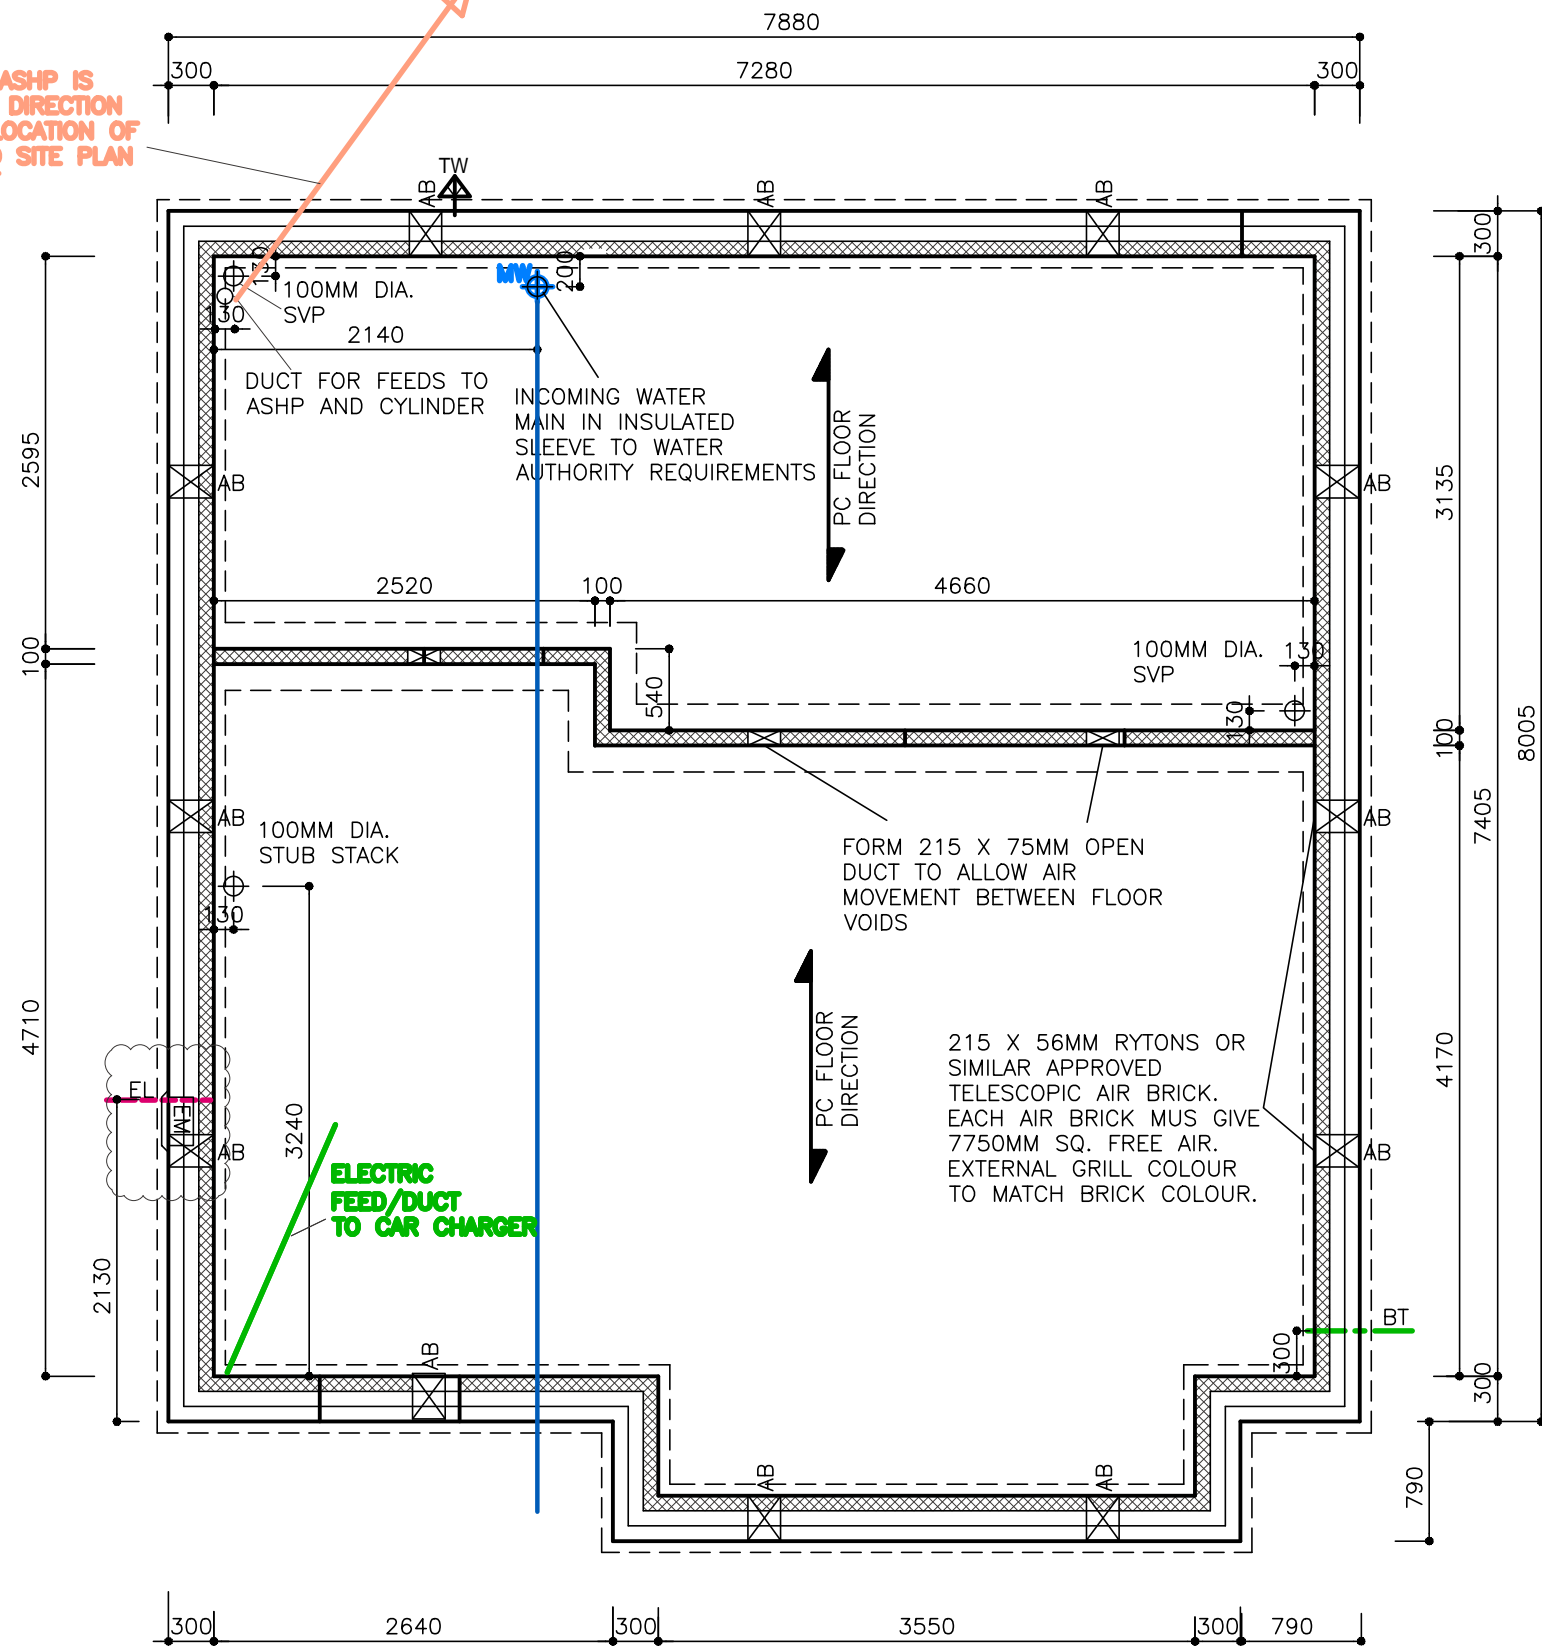 7880
300
7280
300
ASHP IS
DIRECTION
LOCATION OF
SITE PLAN
TW
AB
AB
AB
300
130
MW
200
100MM DIA.
SVP
130
2140
DUCT FOR FEEDS TO
ASHP AND CYLINDER
INCOMING WATER
MAIN IN INSULATED
SLEEVE TO WATER
AUTHORITY REQUIREMENTS
PC FLOOR
DIRECTION
2595
AB
AB
3135
2520
100
4660
100
540
100MM DIA.
SVP
130
130
100
8005
7405
AB
AB
100MM DIA.
STUB STACK
130
FORM 215 X 75MM OPEN
DUCT TO ALLOW AIR
MOVEMENT BETWEEN FLOOR
VOIDS
4710
PC FLOOR
DIRECTION
215 X 56MM RYTONS OR
SIMILAR APPROVED
TELESCOPIC AIR BRICK.
EACH AIR BRICK MUS GIVE
7750MM SQ. FREE AIR.
EXTERNAL GRILL COLOUR
TO MATCH BRICK COLOUR.
4170
EL
EM
AB
AB
3240
ELECTRIC
FEED/DUCT
TO CAR CHARGER
2130
BT
300
AB
300
AB
AB
790
300
2640
300
3550
300
790